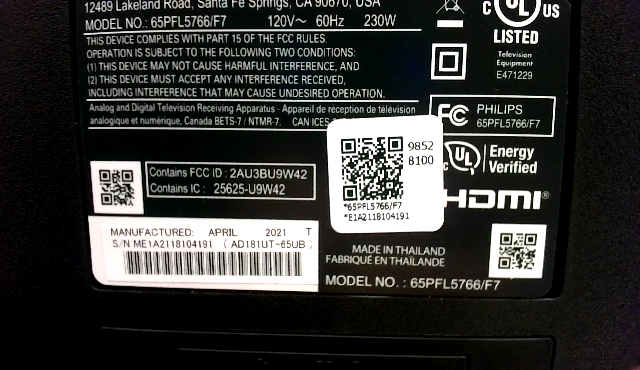 12489 Lakeland Road, Santa Fe Springs, CA 90670, USA
MODEL NO.: 65PFL5766/F7 120V~ 60Hz 230W
THIS DEVICE COMPLIES WITH PART 15 OF THE FCC RULES.
OPERATION IS SUBJECT TO THE FOLLOWING TWO CONDITIONS:
(1) THIS DEVICE MAY NOT CAUSE HARMFUL INTERFERENCE, AND
(2) THIS DEVICE MUST ACCEPT ANY INTERFERENCE RECEIVED,
INCLUDING INTERFERENCE THAT MAY CAUSE UNDESIRED OPERATION.
Analog and Digital Television Receiving Apparatus - Appareil de réception de télévision
analogique et numérique, Canada BETS-7 / NTMR-7. CAN ICES
C UL US
LISTED
Television
Equipment
E471229
FC PHILIPS
65PFL5766/F7
UL Energy
Verified
HDMI®
9852
8100
*65PFL5766/F7
*E1A2118104191
Contains FCC ID : 2AU3BU9W42
Contains IC : 25625-U9W42
MANUFACTURED: APRIL 2021 T
S/N ME1A2118104191 ( AD181UT-65UB )
MADE IN THAILAND
FABRIQUÉ EN THAÏLANDE
MODEL NO. : 65PFL5766/F7